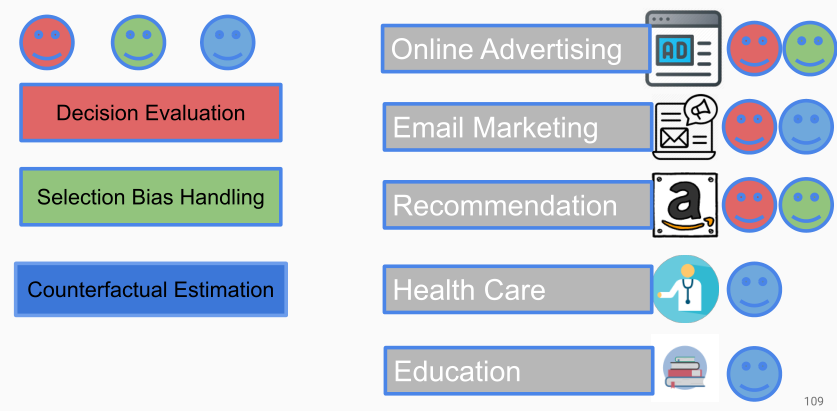 Decision Evaluation
Selection Bias Handling
Counterfactual Estimation
Online Advertising
AD
Email Marketing
Recommendation
a
Health Care
Education
109